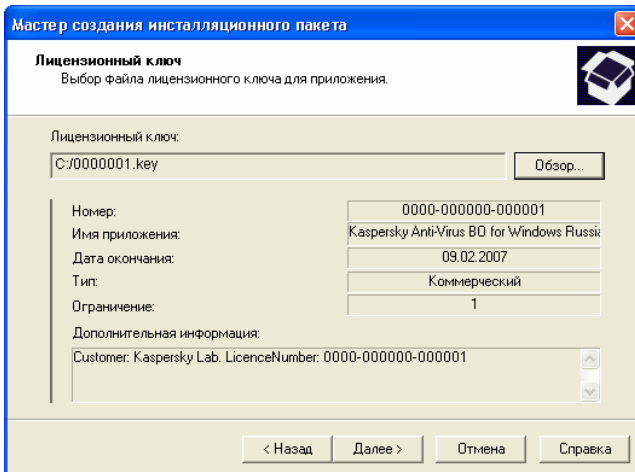 Мастер создания инсталляционного пакета
Лицензионный ключ
Выбор файла лицензионного ключа для приложения.
Лицензионный ключ:
C:/0000001.key Обзор...
Номер: 0000-000000-000001
Имя приложения: Kaspersky Anti-Virus BO for Windows Russia
Дата окончания: 09.02.2007
Тип: Коммерческий
Ограничение: 1
Дополнительная информация:
Customer: Kaspersky Lab. LicenceNumber: 0000-000000-000001
< Назад Далее > Отмена Справка